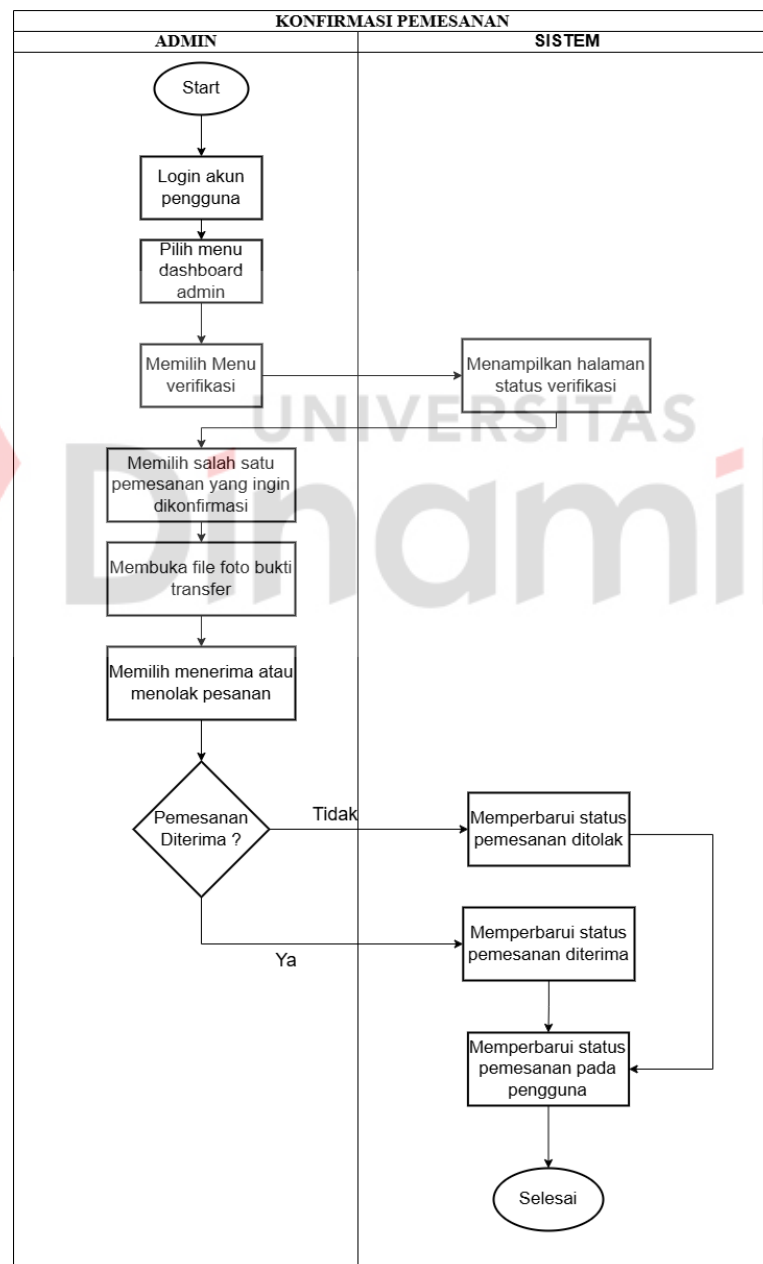 KONFIRMASI PEMESANAN
ADMIN
SISTEM
Start
Login akun
pengguna
Pilih menu
dashboard
admin
Memilih Menu
verifikasi
Menampilkan halaman
status verifikasi
UNIVERSITAS
Dinami
Memilih salah satu
pemesanan yang ingin
dikonfirmasi
Membuka file foto bukti
transfer
Memilih menerima atau
menolak pesanan
Pemesanan
Diterima ?
Tidak
Memperbarui status
pemesanan ditolak
Ya
Memperbarui status
pemesanan diterima
Memperbarui status
pemesanan pada
pengguna
Selesai